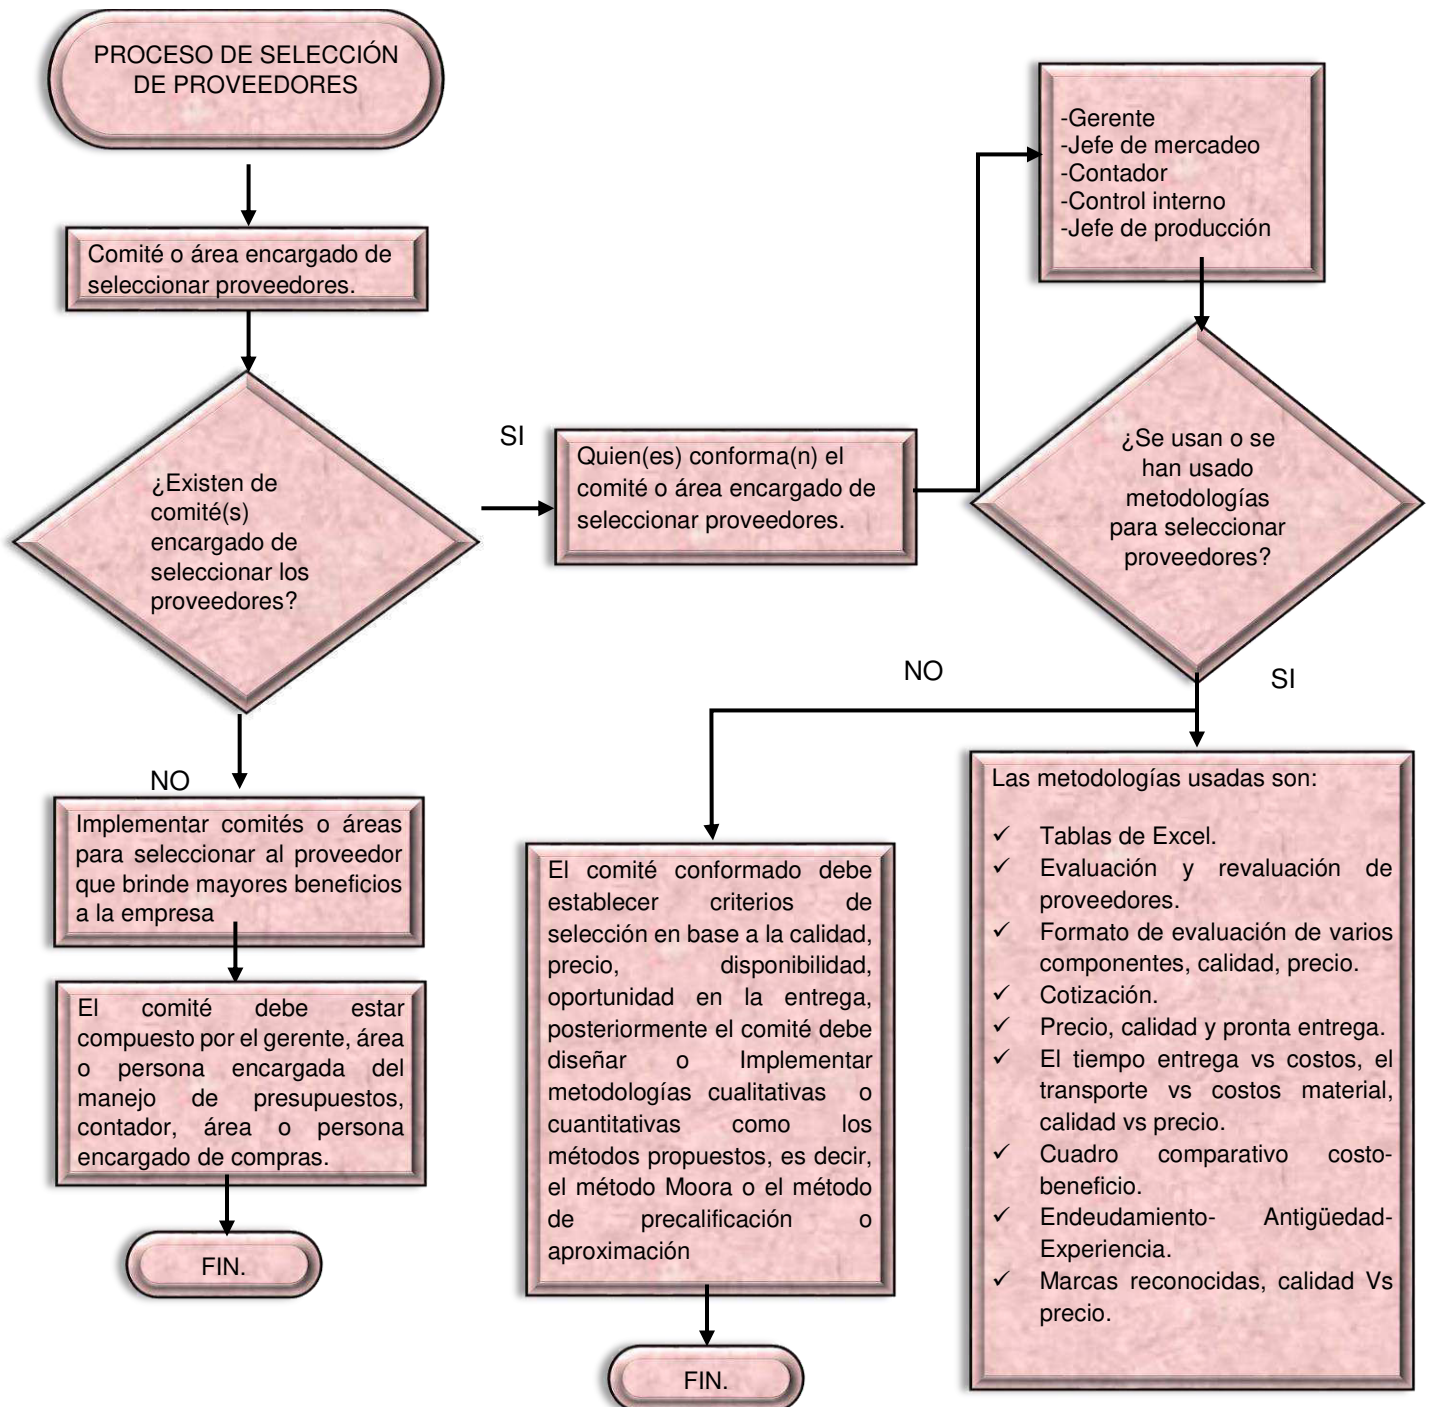 PROCESO DE SELECCIÓN
DE PROVEEDORES
Comité o área encargado de
seleccionar proveedores.
¿Existen de
comité(s)
encargado de
seleccionar los
proveedores?
SI
Quien(es) conforma(n) el
comité o área encargado de
seleccionar proveedores.
-Gerente
-Jefe de mercadeo
-Contador
-Control interno
-Jefe de producción
¿Se usan o se
han usado
metodologías
para seleccionar
proveedores?
NO
Implementar comités o áreas
para seleccionar al proveedor
que brinde mayores beneficios
a la empresa
El comité debe estar
compuesto por el gerente, área
o persona encargada del
manejo de presupuestos,
contador, área o persona
encargado de compras.
FIN.
NO
El comité conformado debe
establecer criterios de
selección en base a la calidad,
precio, disponibilidad,
oportunidad en la entrega,
posteriormente el comité debe
diseñar o Implementar
metodologías cualitativas o
cuantitativas como los
métodos propuestos, es decir,
el método Moora o el método
de precalificación o
aproximación
FIN.
SI
Las metodologías usadas son:
✓ Tablas de Excel.
✓ Evaluación y revaluación de
proveedores.
✓ Formato de evaluación de varios
componentes, calidad, precio.
✓ Cotización.
✓ Precio, calidad y pronta entrega.
✓ El tiempo entrega vs costos, el
transporte vs costos material,
calidad vs precio.
✓ Cuadro comparativo costo-
beneficio.
✓ Endeudamiento- Antigüedad-
Experiencia.
✓ Marcas reconocidas, calidad Vs
precio.